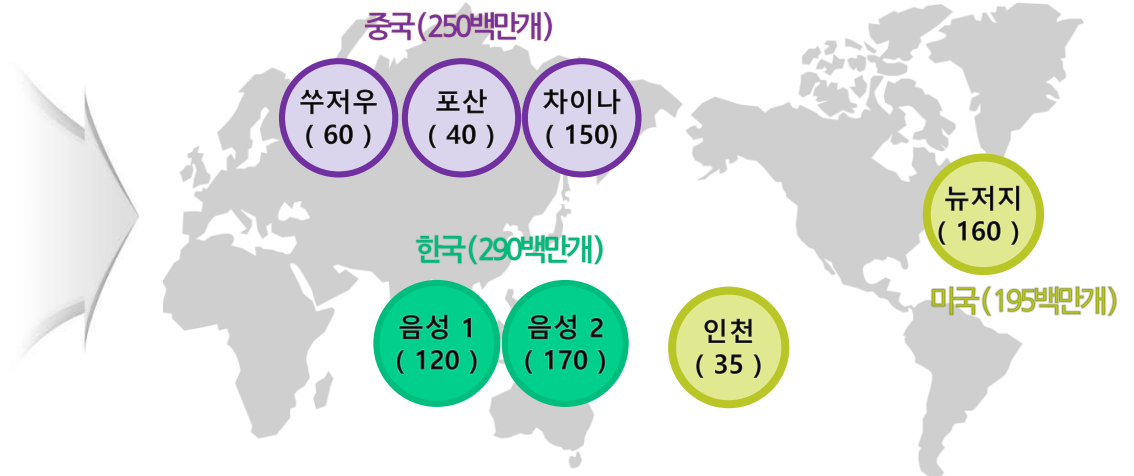 중국(250백만개)
쑤저우
( 60 )
포산
( 40 )
차이나
( 150)
뉴저지
( 160 )
미국(195백만개)
한국(290백만개)
음성 1
( 120 )
음성 2
( 170 )
인천
( 35 )